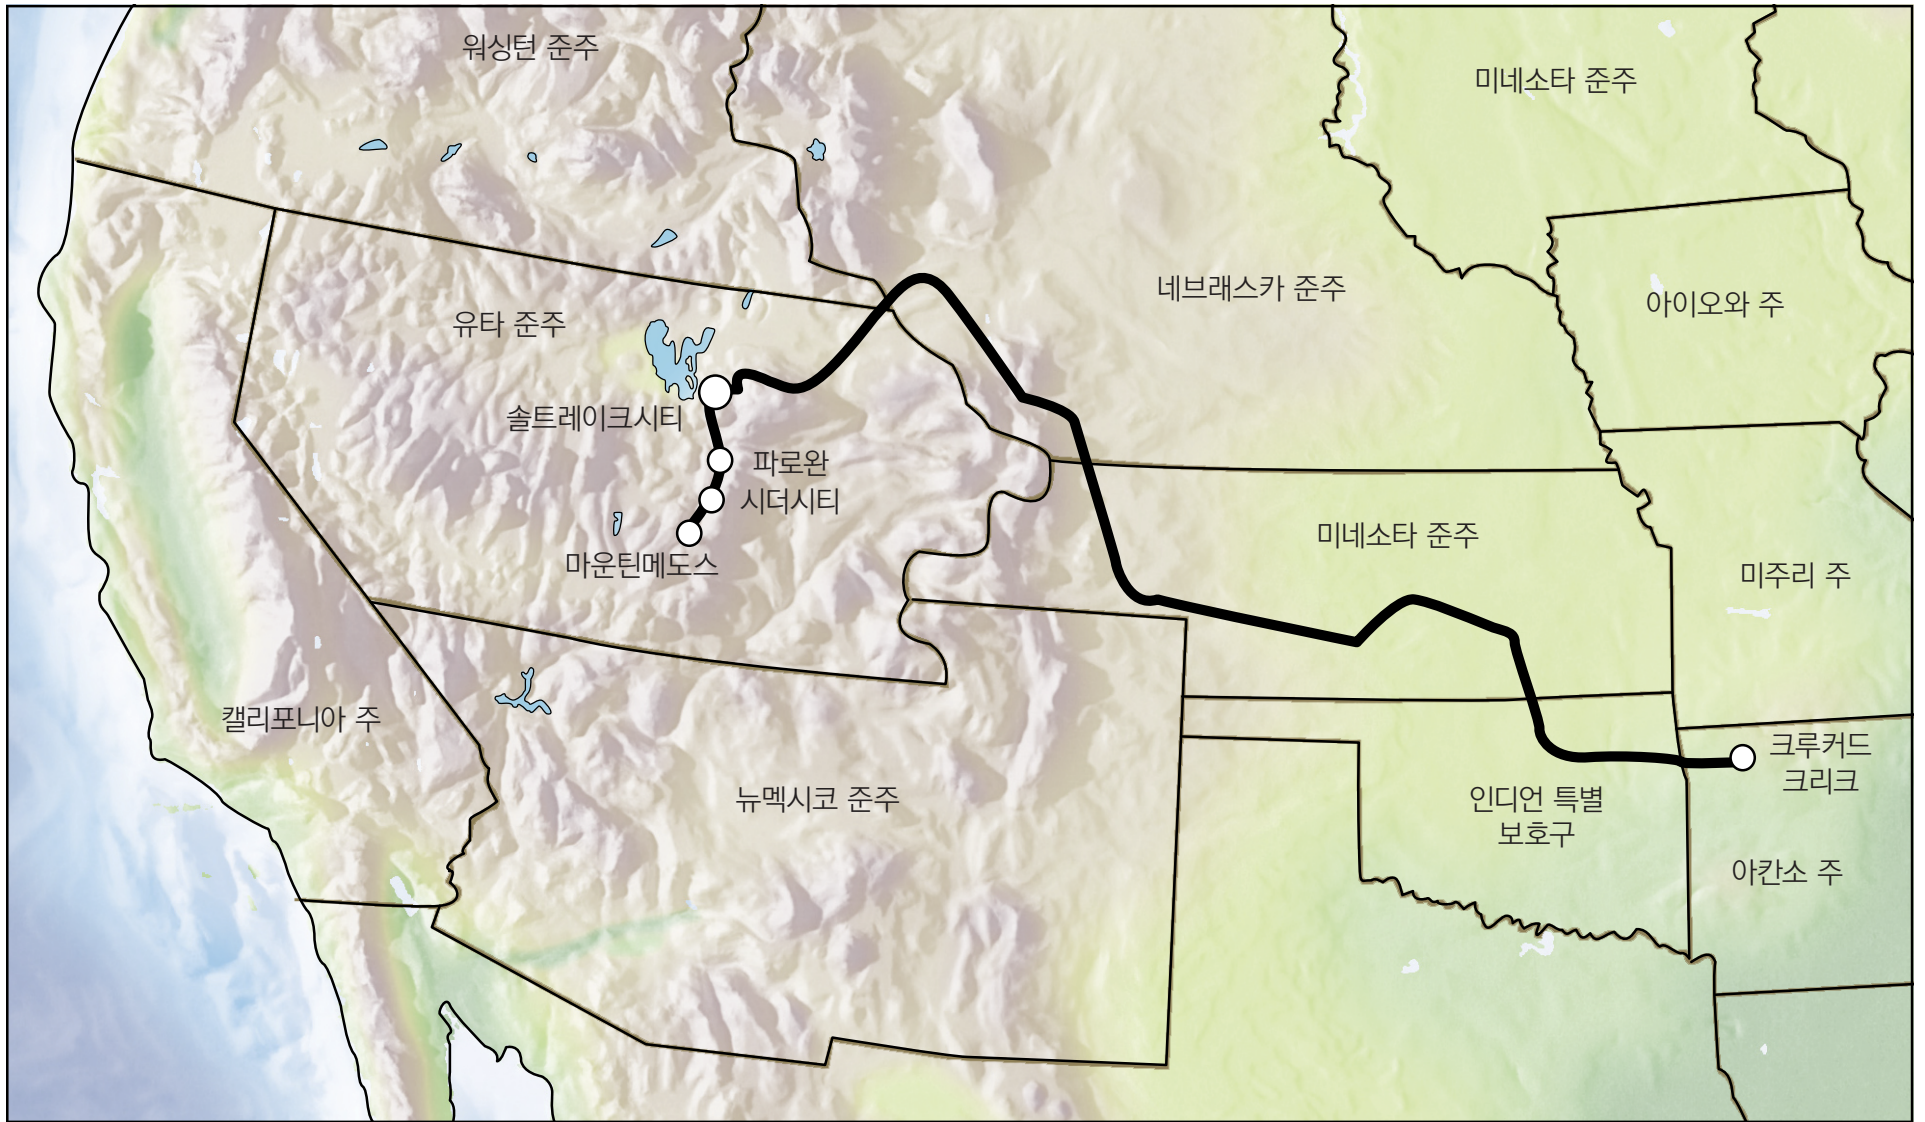 워싱턴 준주
미네소타 준주
네브래스카 준주
아이오와 주
유타 준주
솔트레이크시티
파로완
시더시티
마운틴메도스
미네소타 준주
미주리 주
캘리포니아 주
뉴멕시코 준주
크루커드
크리크
인디언 특별
보호구
아칸소 주